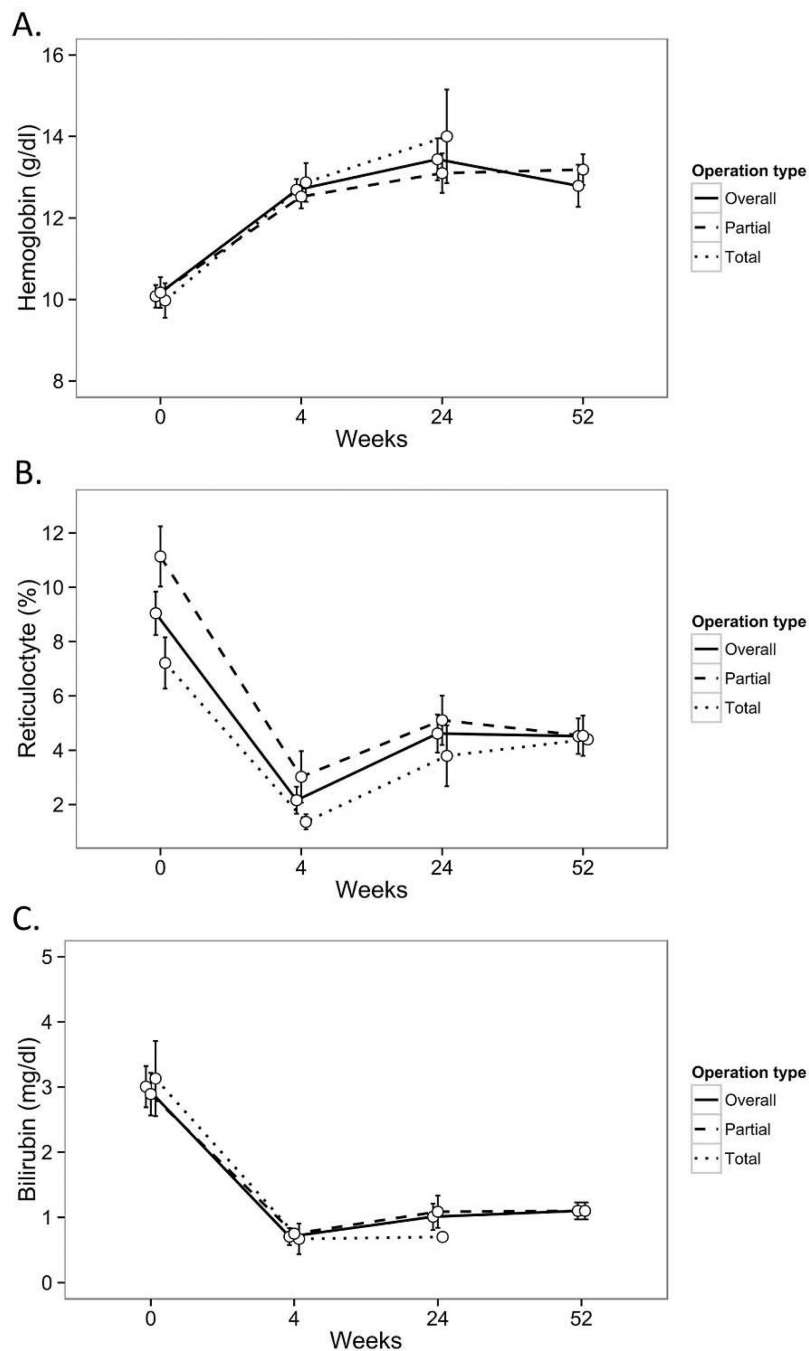 A.
16
14
12
10
8
Hemoglobin (g/dl)
0 4 24 52
Weeks
Operation type
Overall
Partial
Total
B.
12
10
8
6
4
2
Reticuloctyte (%)
0 4 24 52
Weeks
Operation type
Overall
Partial
Total
C.
5
4
3
2
1
0
Bilirubin (mg/dl)
0 4 24 52
Weeks
Operation type
Overall
Partial
Total